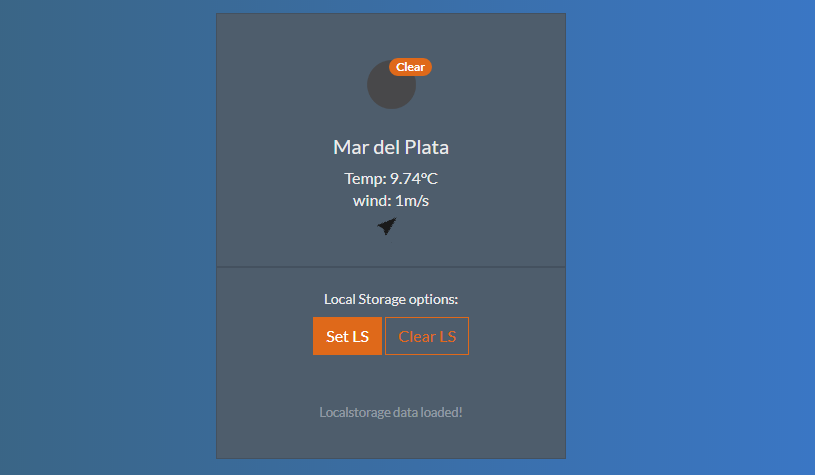 Clear
Mar del Plata
Temp: 9.74°C
wind: 1m/s
Local Storage options:
Set LS
Clear LS
Localstorage data loaded!